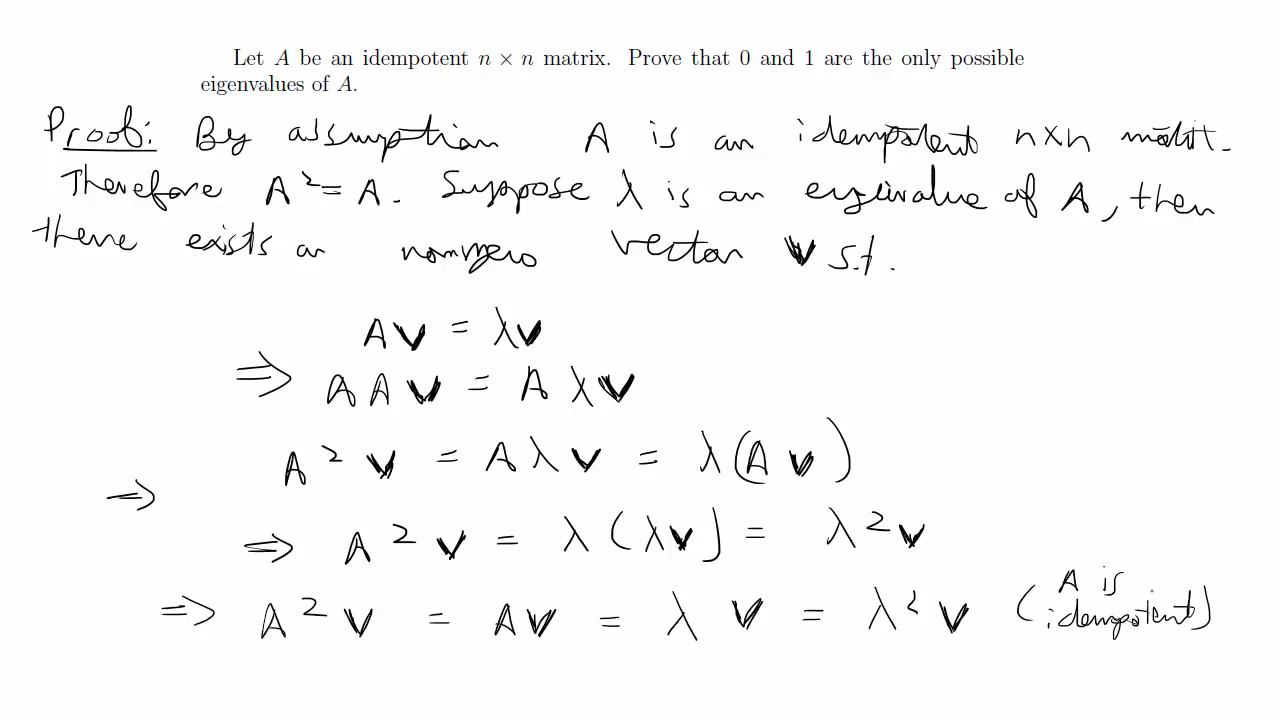 Let A be an idempotent n × n matrix. Prove that 0 and 1 are the only possible
eigenvalues of A.
Proof: By assumption A is an idempotent n×n
Therefore A² = A. Suppose λ is an eigenvalue of A, then
there exists an nonzero vector v s.t.
Av = λv
⇒ AAv = Aλv
A²v = Aλv = λ(Av)
⇒
⇒ A²v = λ(λv) = λ²v
⇒ A²v = Av = λv = λ²v (A is
idempotent)